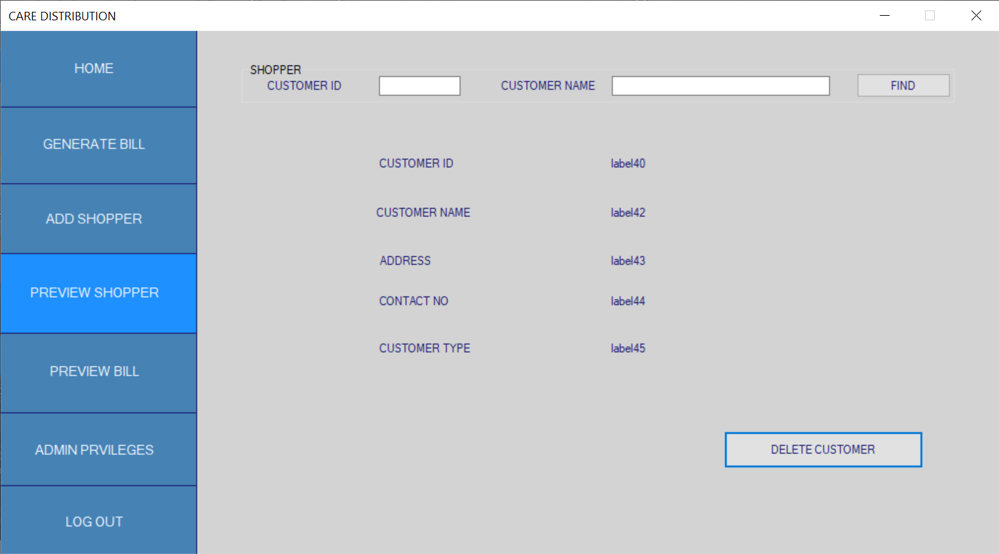 CARE DISTRIBUTION
HOME
GENERATE BILL
ADD SHOPPER
PREVIEW SHOPPER
PREVIEW BILL
ADMIN PRVILEGES
LOG OUT
SHOPPER
CUSTOMER ID CUSTOMER NAME FIND
CUSTOMER ID label40
CUSTOMER NAME label42
ADDRESS label43
CONTACT NO label44
CUSTOMER TYPE label45
DELETE CUSTOMER